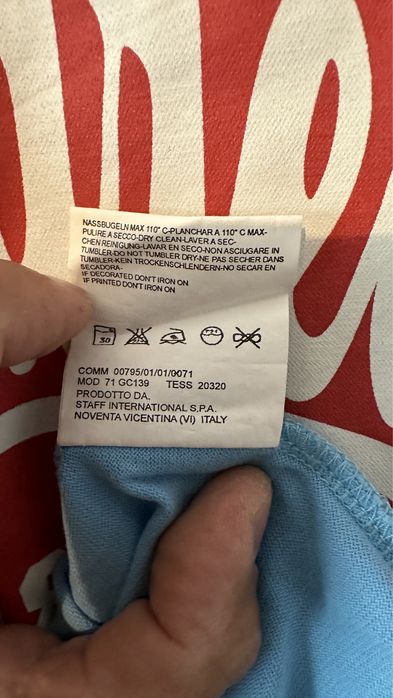 NASSBUGELN MAX 110° C-PLANCHAR A 110° C MAX-
PULIRE A SECCO-DRY CLEAN-LAVER A SEC-
CHEN REINIGUNG-LAVAR EN SECO-NON ASCIUGARE IN
TUMBLER-DO NOT TUMBLER DRY-NE PAS SECHER DANS
TUMBLER-KEIN TROCKENSCHLENDERN-NO SECAR EN
SECADORA-
IF DECORATED DON'T IRON ON
IF PRINTED DON'T IRON ON
30
COMM 00795/01/01/0071
MOD 71 GC139 TESS 20320
PRODOTTO DA.
STAFF INTERNATIONAL S.P.A.
NOVENTA VICENTINA (VI) ITALY